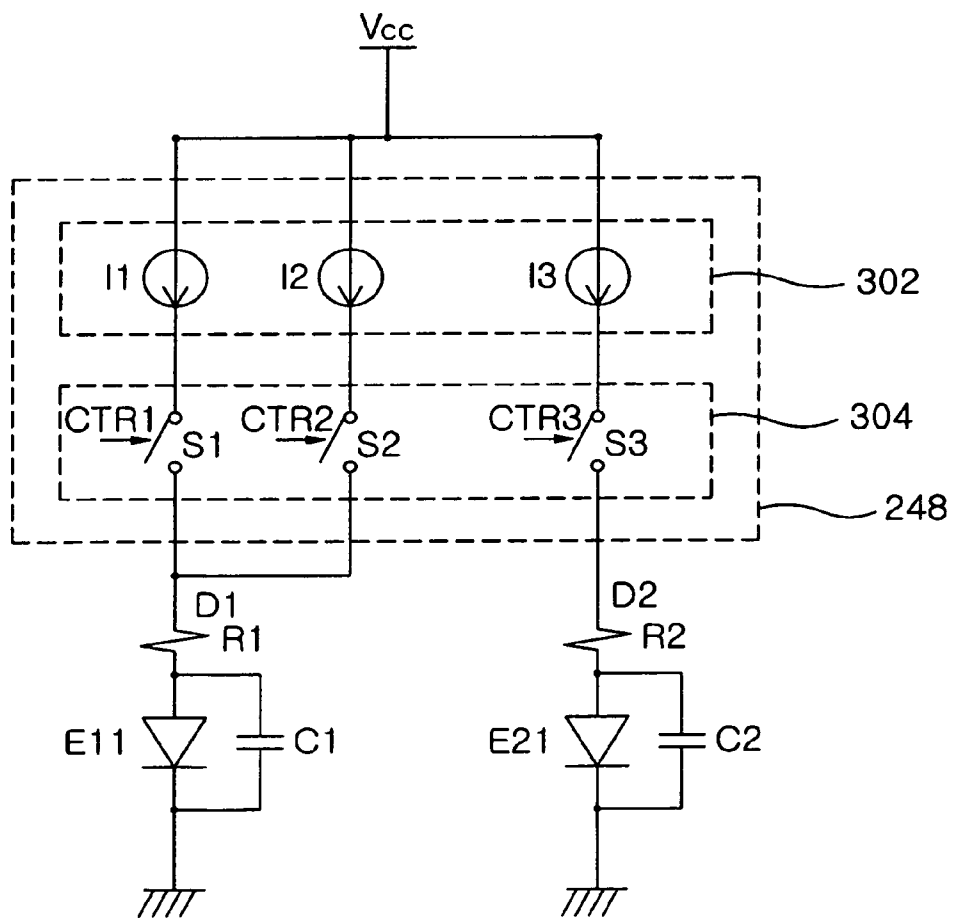 Vcc
I1
I2
I3
302
CTR1
S1
CTR2
S2
CTR3
S3
304
248
D1
R1
D2
R2
E11
C1
E21
C2